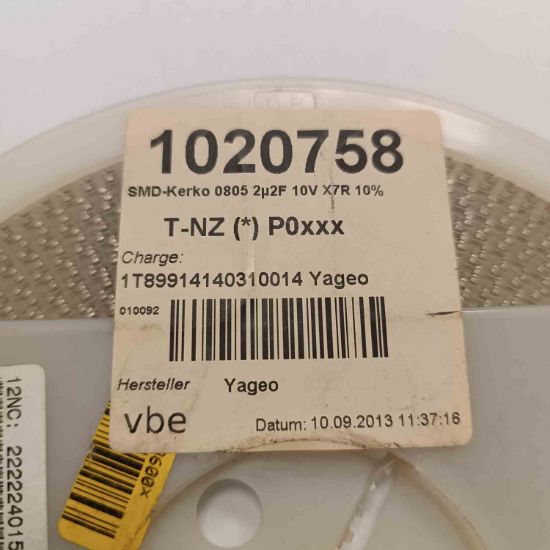 1020758
SMD-Kerko 0805 2µ2F 10V X7R 10%
T-NZ (*) P0xxx
Charge:
1T89914140310014 Yageo
010092
Hersteller Yageo
vbe Datum: 10.09.2013 11:37:16
12NC: 222224015